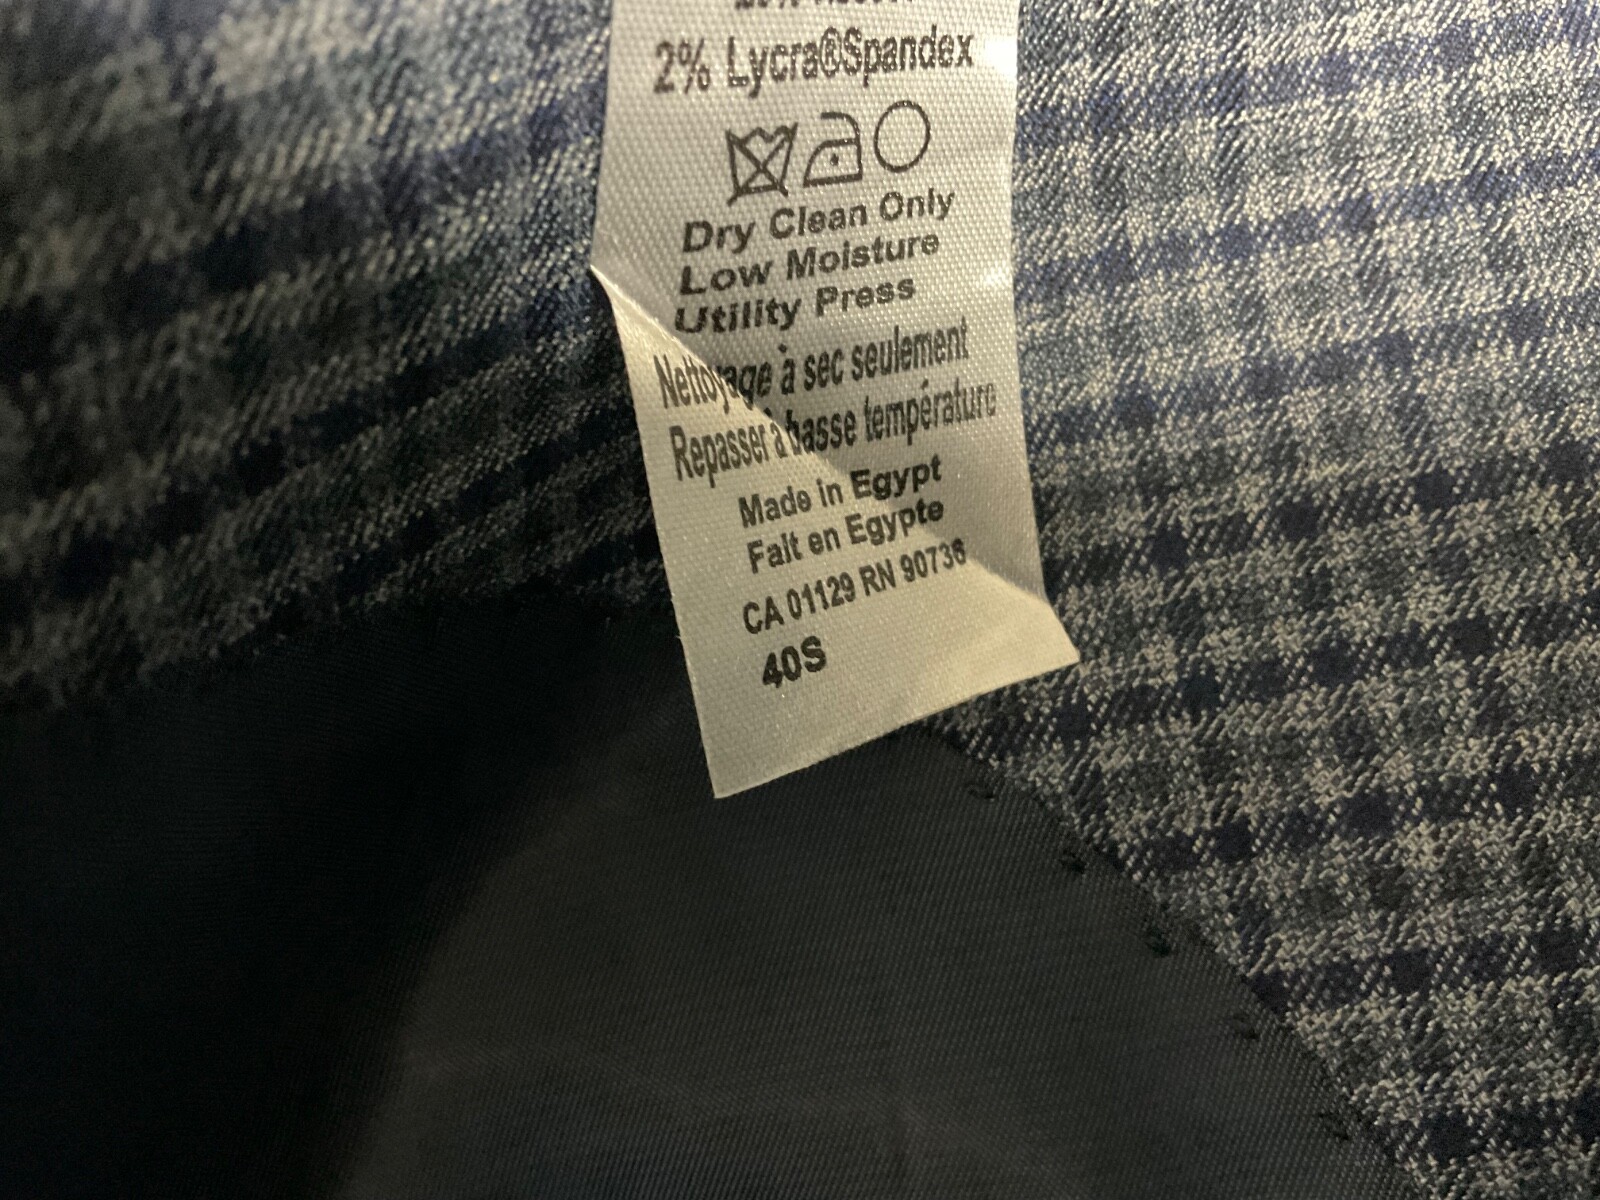 2% Lycra®Spandex
Dry Clean Only
Low Moisture
Utility Press
Nettoyage à sec seulement
Repasser à basse température
Made in Egypt
Fait en Egypte
CA 01129 RN 90736
40S